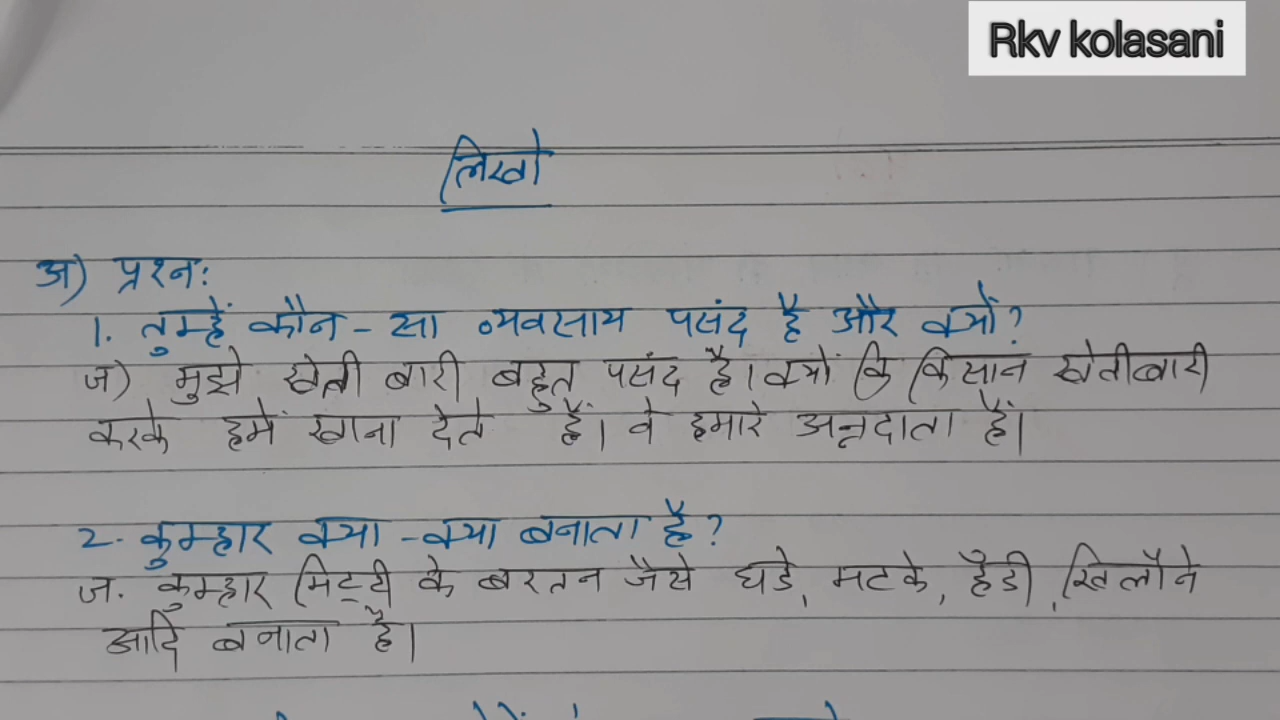 Rkv kolasani
लिखो
अ) प्रश्न:
1. तुम्हें कौन - सा व्यवसाय पसंद है और क्यों?
ज) मुझे खेती बारी बहुत पसंद है। क्यों कि किसान खेतीबारी
करके हमें खाना देते हैं। वे हमारे अन्नदाता हैं।
2. कुम्हार क्या - क्या बनाता है?
ज. कुम्हार मिट्टी के बरतन जैसे घडे, मटके, हैडी, खिलौने
आदि बनाता है।